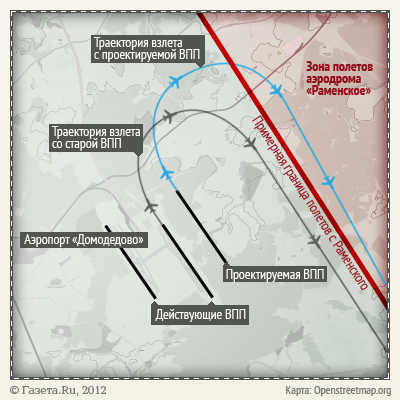 Траектория взлета
с проектируемой ВПП
Зона полетов
аэродрома
«Раменское»
Траектория взлета
со старой ВПП
Примерная граница полетов с Раменского
Аэропорт «Домодедово»
Проектируемая ВПП
Действующие ВПП
© Газета.Ru, 2012
Карта: Openstreetmap.org